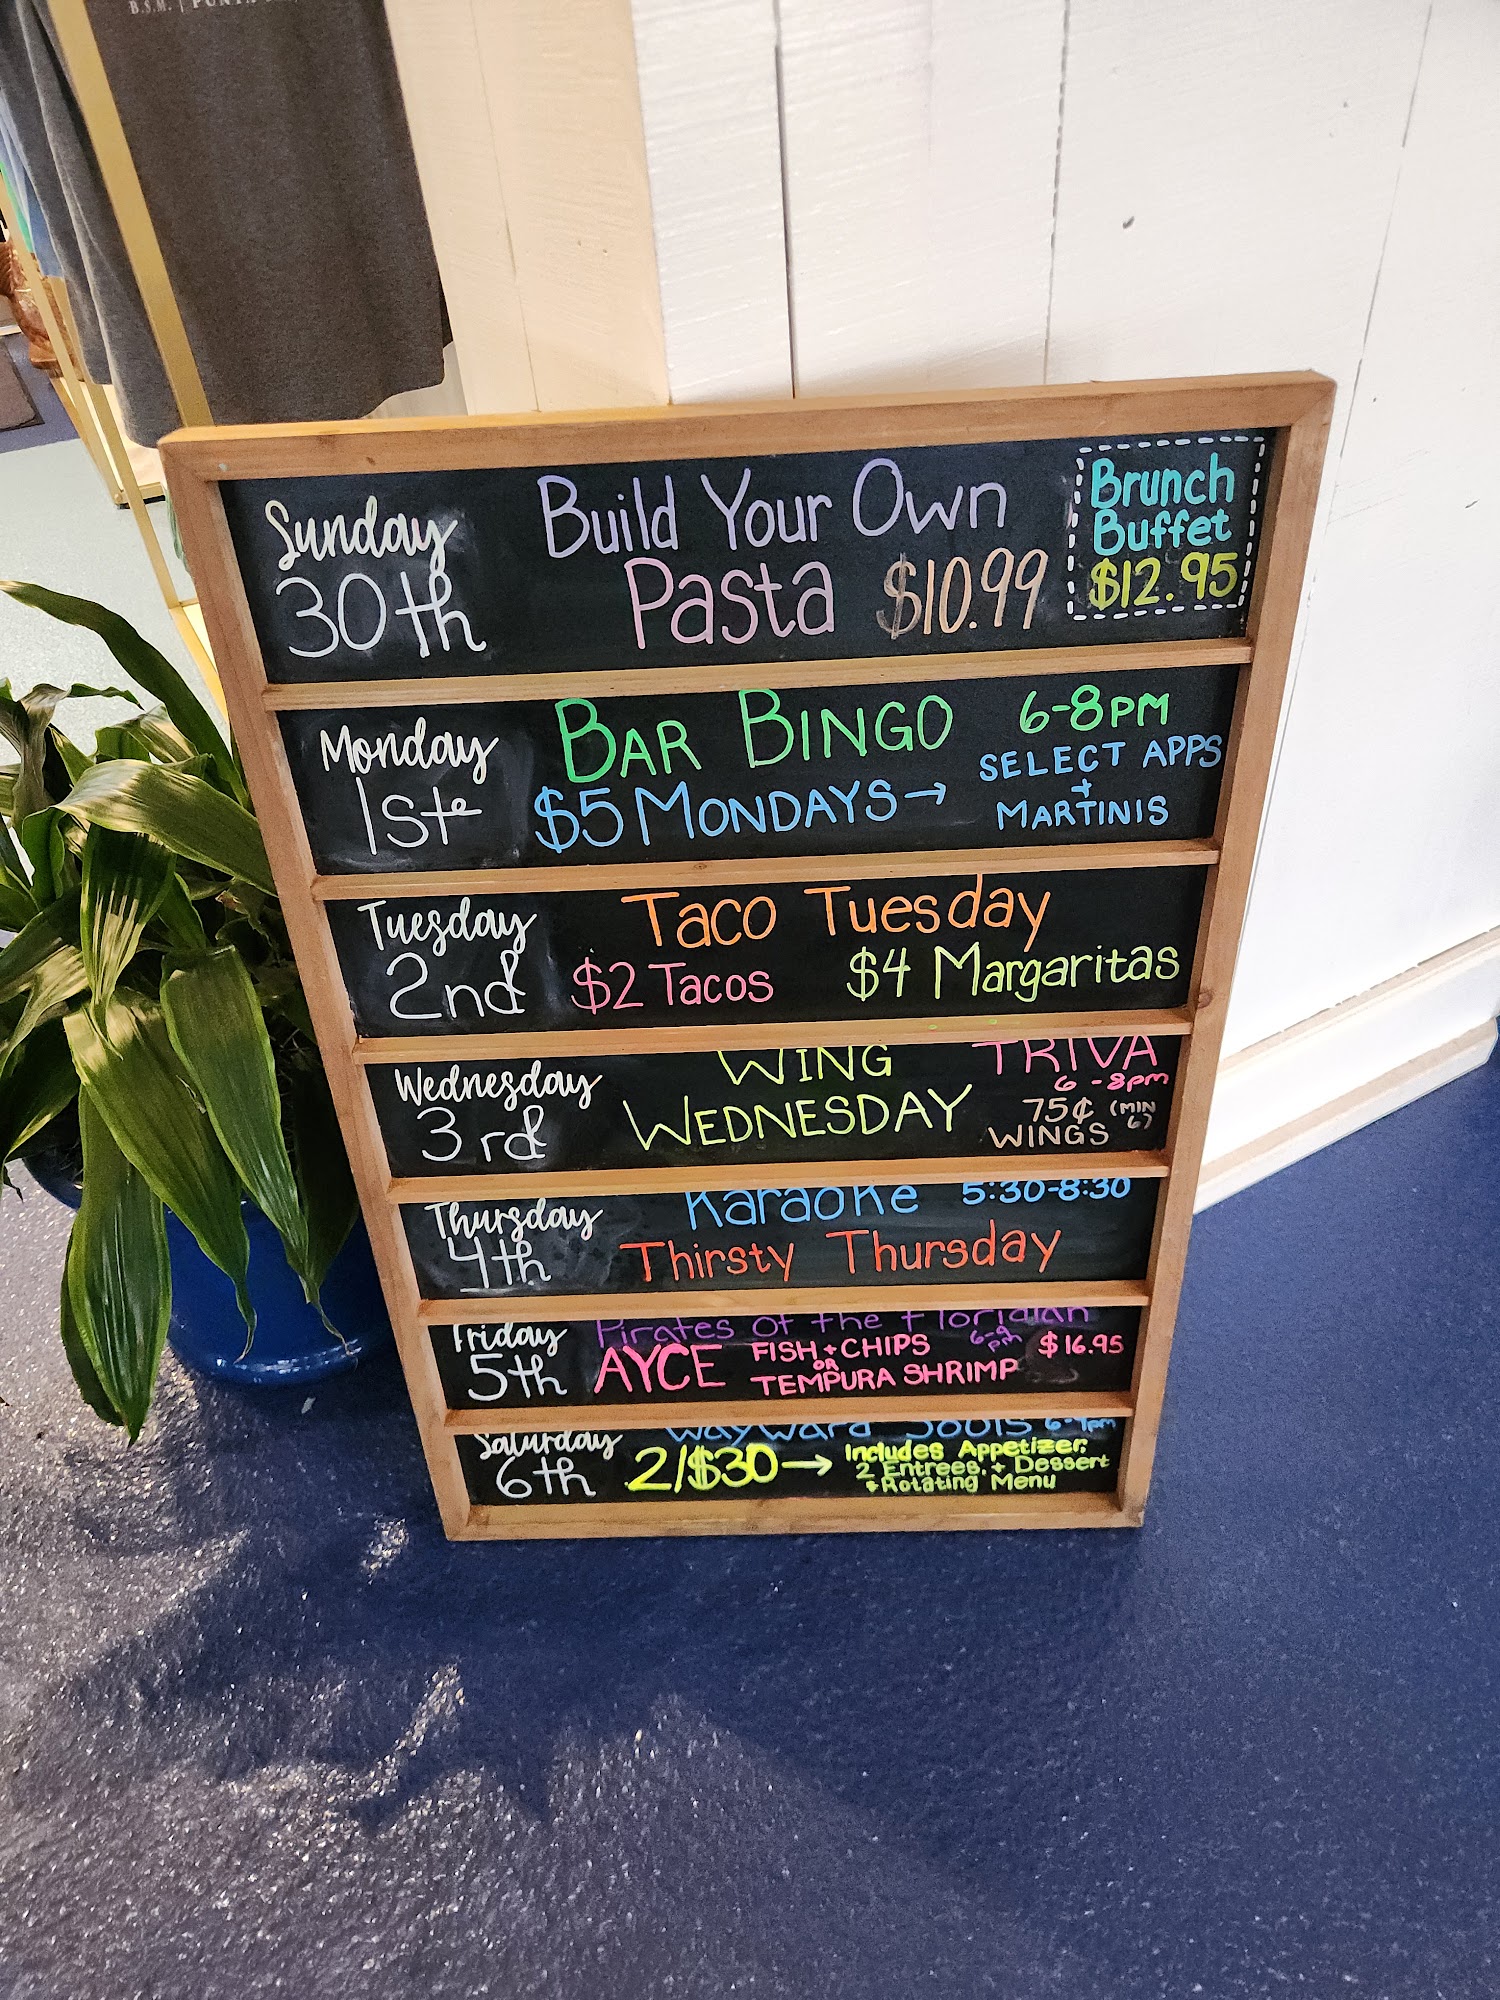 B.S.M. |
Sunday
30th
Build Your Own
Pasta $10.99
Brunch
Buffet
$12.95
Monday
1st
BAR BINGO 6-8PM
$5 MONDAYS → SELECT APPS
+
MARTINIS
Tuesday
2nd
Taco Tuesday
$2 Tacos $4 Margaritas
Wednesday
3rd
WING
WEDNESDAY
TRIVA
6-8pm
75¢ (MIN
WINGS 6)
Thursday
4th
Karaoke 5:30-8:30
Thirsty Thursday
Friday
5th
Pirates of the Floridian 6-9
pm
AYCE FISH + CHIPS
OR
TEMPURA SHRIMP
$16.95
Saturday
6th
Wayward Souls 6-9pm
2/$30 → Includes Appetizer,
2 Entrees, + Dessert
+Rotating Menu